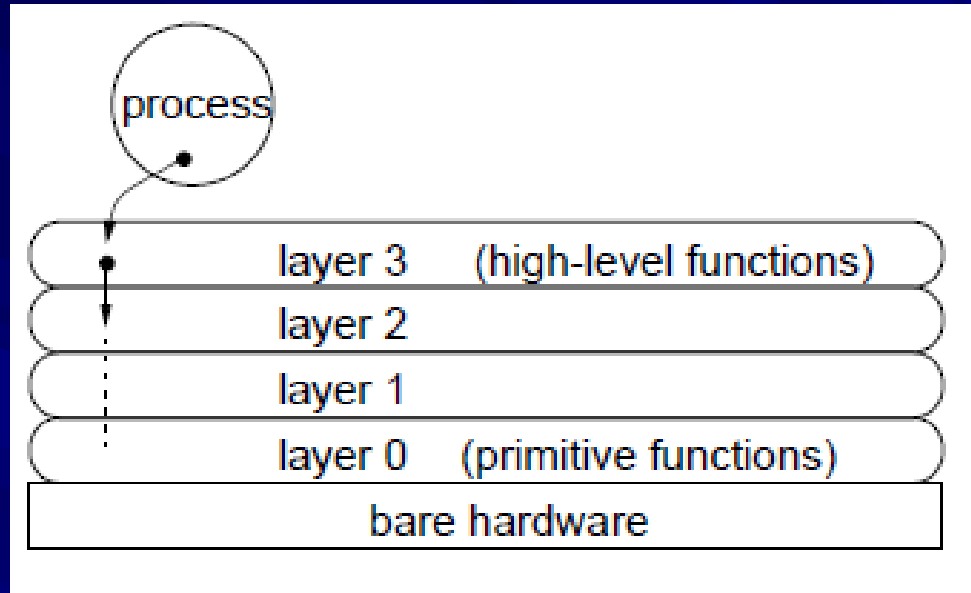 process
layer 3 (high-level functions)
layer 2
layer 1
layer 0 (primitive functions)
bare hardware